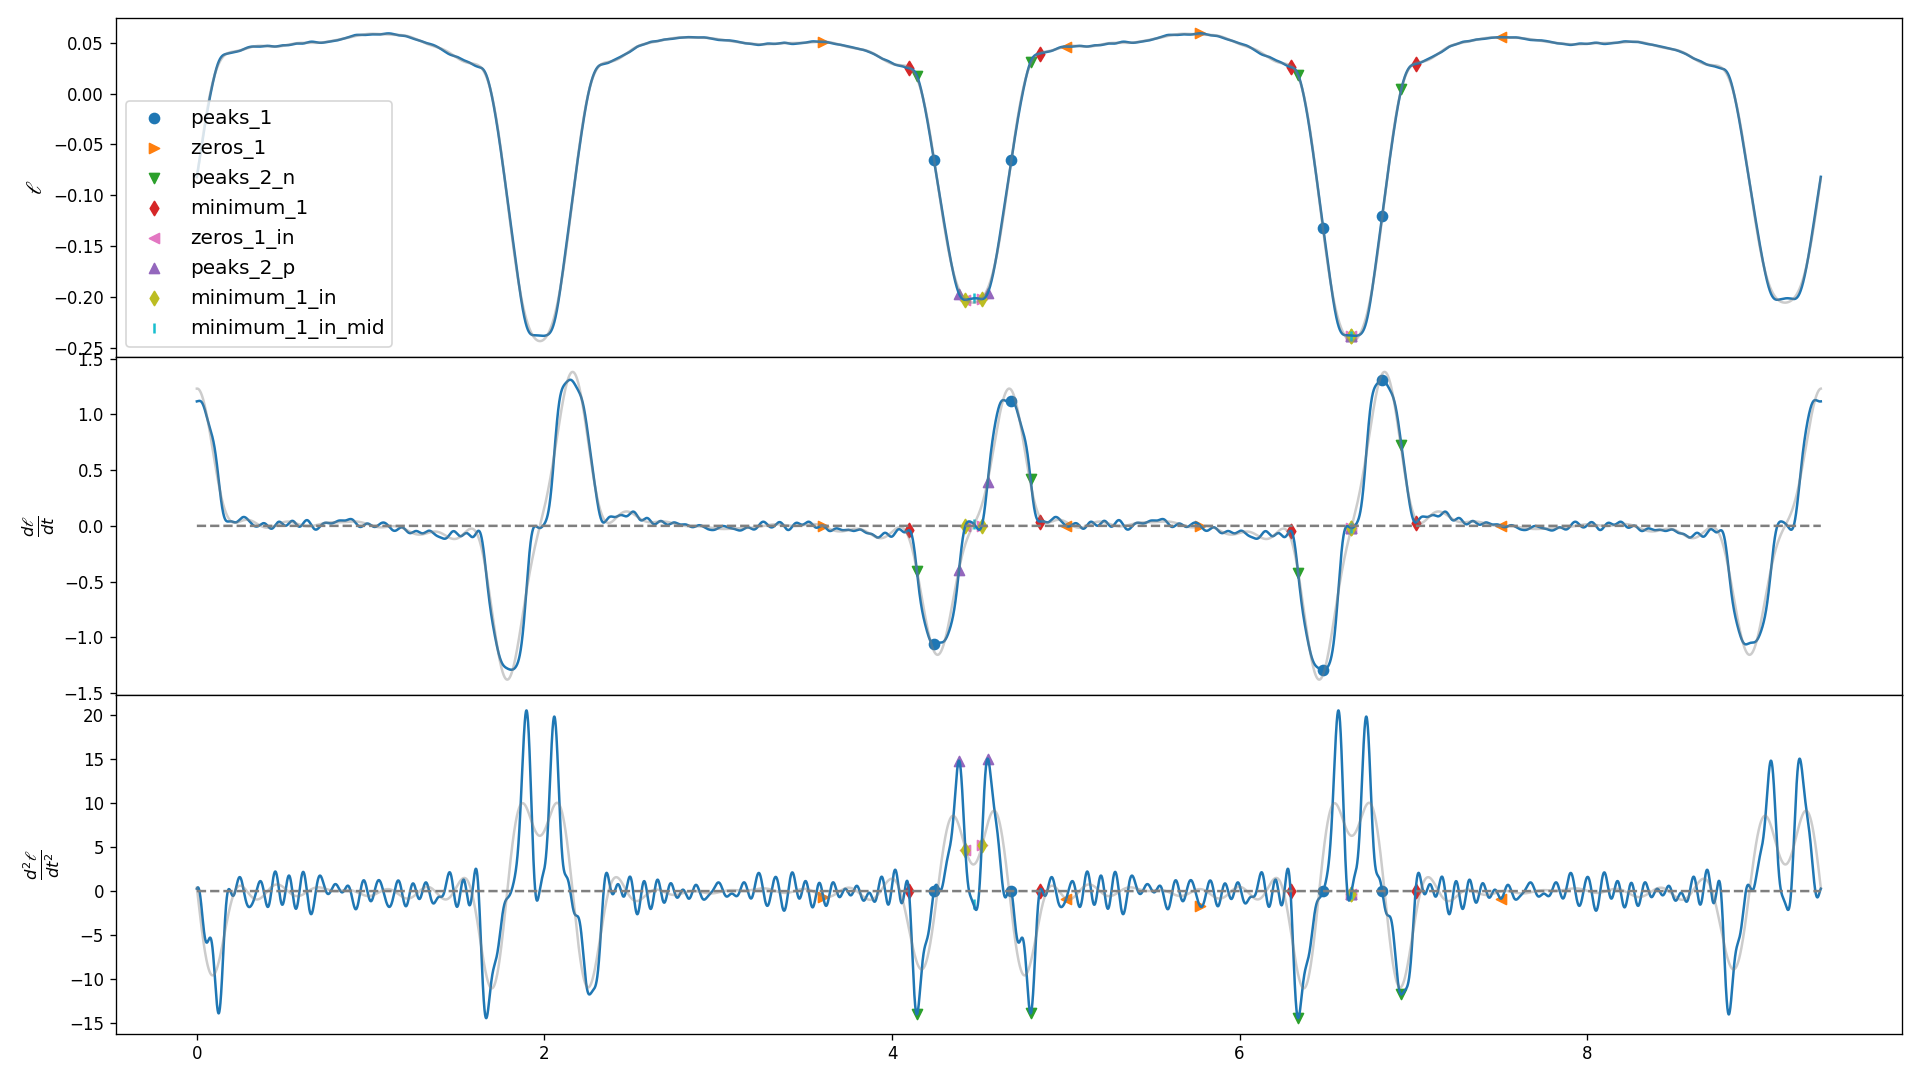 0.05
0.00
−0.05
−0.10
−0.15
−0.20
−0.25
ℓ
peaks_1
zeros_1
peaks_2_n
minimum_1
zeros_1_in
peaks_2_p
minimum_1_in
minimum_1_in_mid
1.5
1.0
0.5
0.0
−0.5
−1.0
−1.5
dℓ/dt
20
15
10
5
0
−5
−10
−15
d²ℓ/dt²
0 2 4 6 8